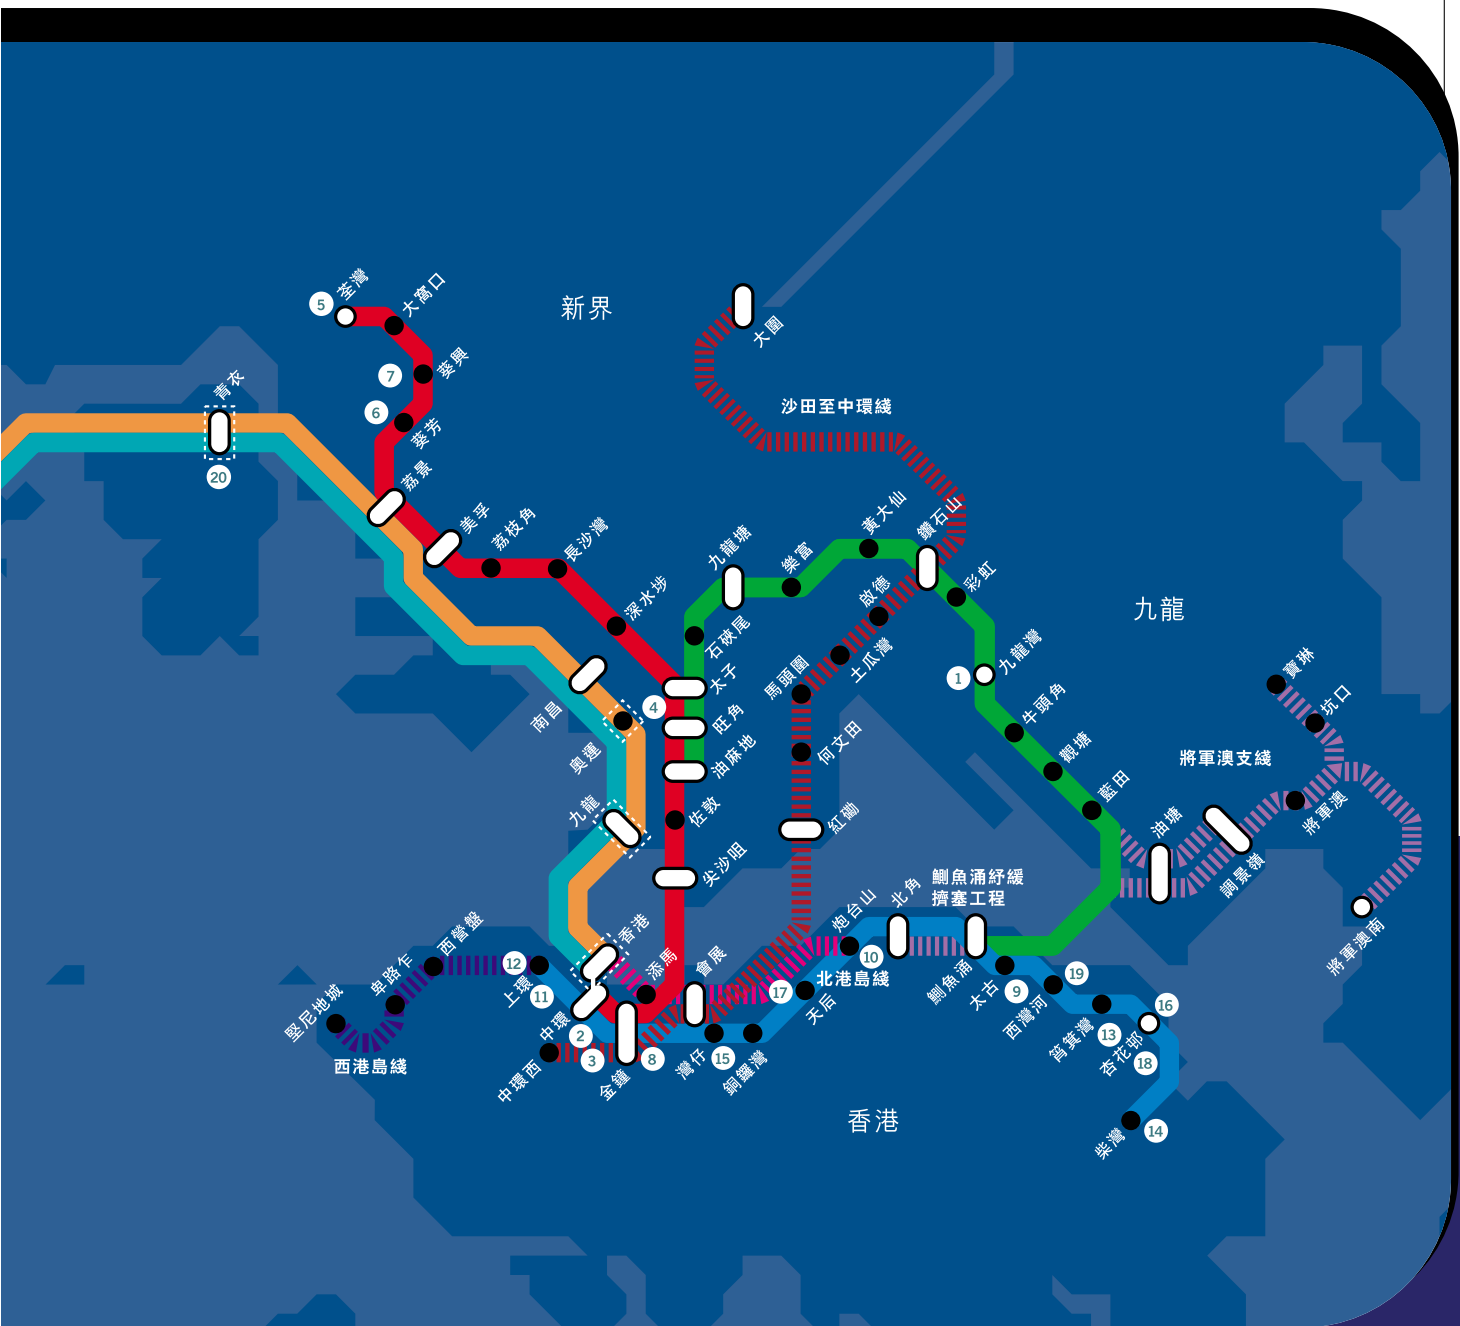 新界
九龍
香港
荃灣
5
大窩口
7
葵興
6
葵芳
荔景
青衣
20
美孚
荔枝角
長沙灣
深水埗
太子
4
旺角
油麻地
佐敦
尖沙咀
石硤尾
九龍塘
樂富
黃大仙
鑽石山
彩虹
大圍
沙田至中環綫
啟德
土瓜灣
馬頭圍
何文田
紅磡
1
九龍灣
牛頭角
觀塘
藍田
油塘
調景嶺
將軍澳
坑口
寶琳
將軍澳支綫
將軍澳南
南昌
奧運
九龍
香港
添馬
會展
炮台山
北角
鰂魚涌紓緩
擠塞工程
10
北港島綫
17
天后
鰂魚涌
太古
9
西灣河
19
筲箕灣
13
16
杏花邨
18
柴灣
14
堅尼地城
卑路乍
西營盤
西港島綫
12
上環
11
中環
2
3
中環西
金鐘
8
灣仔
15
銅鑼灣